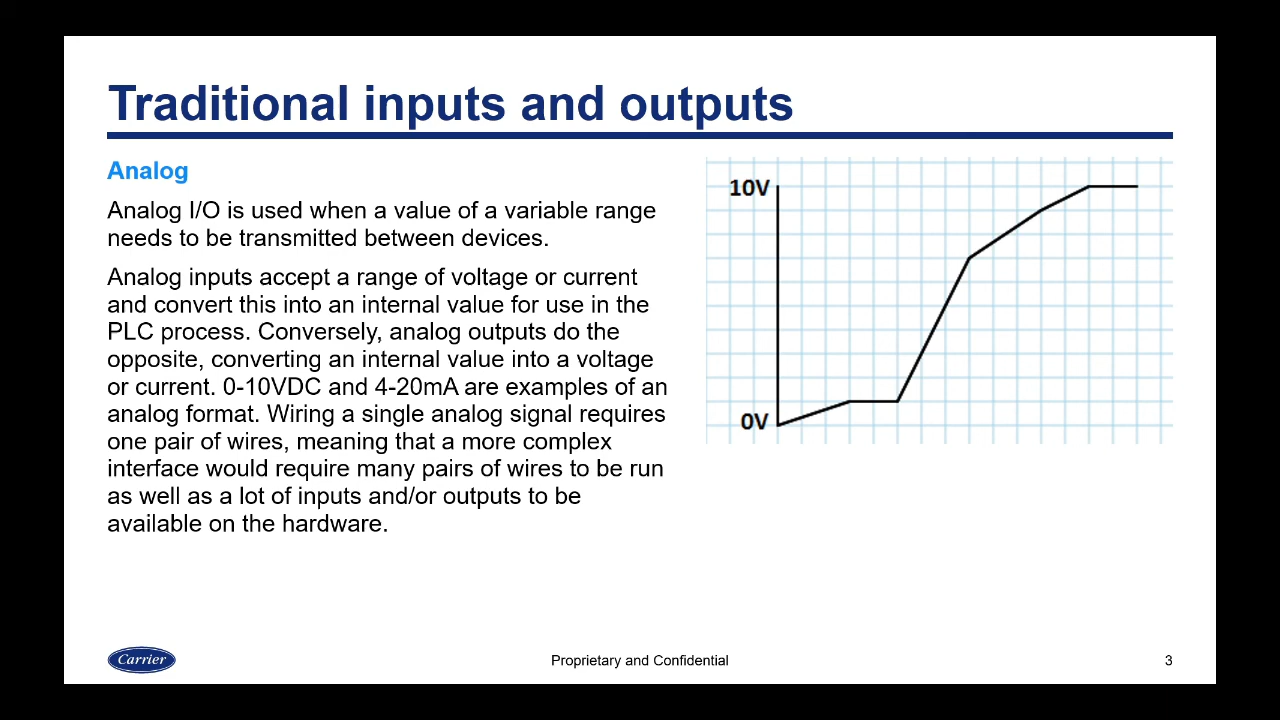 Traditional inputs and outputs
Analog
Analog I/O is used when a value of a variable range
needs to be transmitted between devices.
Analog inputs accept a range of voltage or current
and convert this into an internal value for use in the
PLC process. Conversely, analog outputs do the
opposite, converting an internal value into a voltage
or current. 0-10VDC and 4-20mA are examples of an
analog format. Wiring a single analog signal requires
one pair of wires, meaning that a more complex
interface would require many pairs of wires to be run
as well as a lot of inputs and/or outputs to be
available on the hardware.
10V
0V
Carrier
Proprietary and Confidential
3